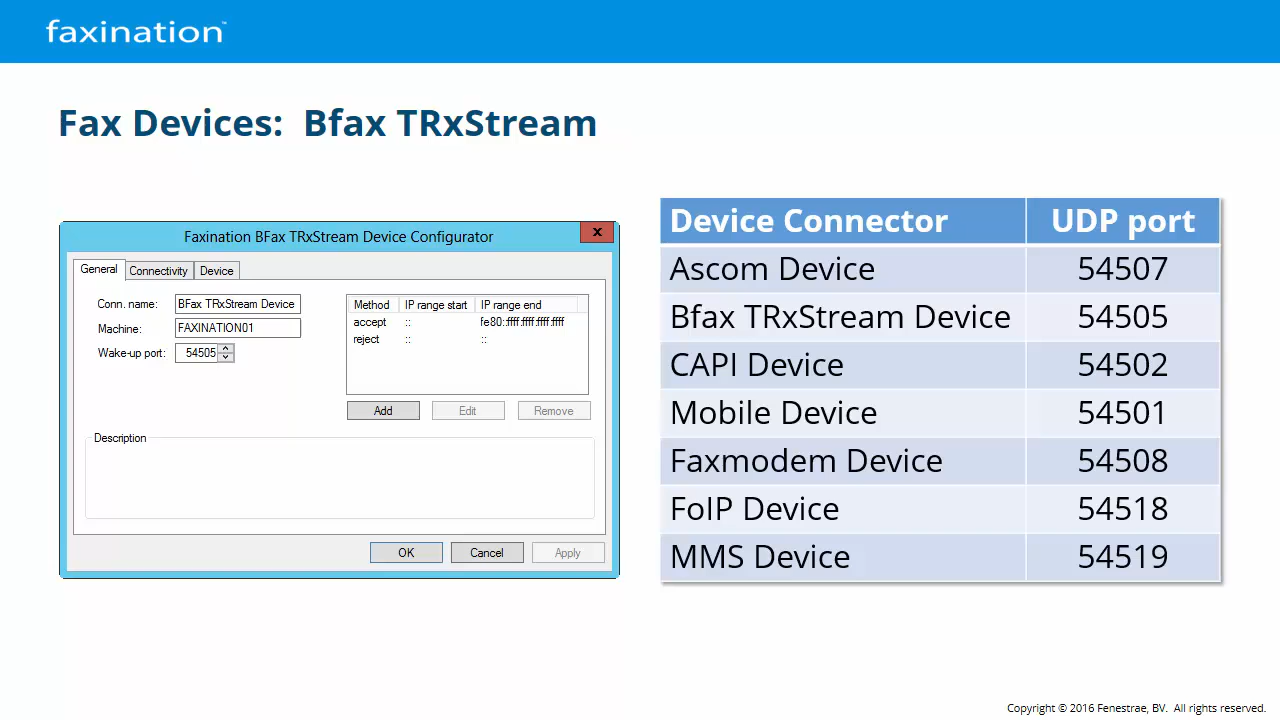 faxination™
Fax Devices: Bfax TRxStream
Faxination BFax TRxStream Device Configurator
x
General Connectivity Device
Conn. name: BFax TRxStream Device
Machine: FAXINATION01
Wake-up port: 54505
Method IP range start IP range end
accept :: fe80::ffff:ffff:ffff:ffff
reject :: ::
Add Edit Remove
Description
OK Cancel Apply
Device Connector UDP port
Ascom Device 54507
Bfax TRxStream Device 54505
CAPI Device 54502
Mobile Device 54501
Faxmodem Device 54508
FoIP Device 54518
MMS Device 54519
Copyright © 2016 Fenestrae, BV. All rights reserved.